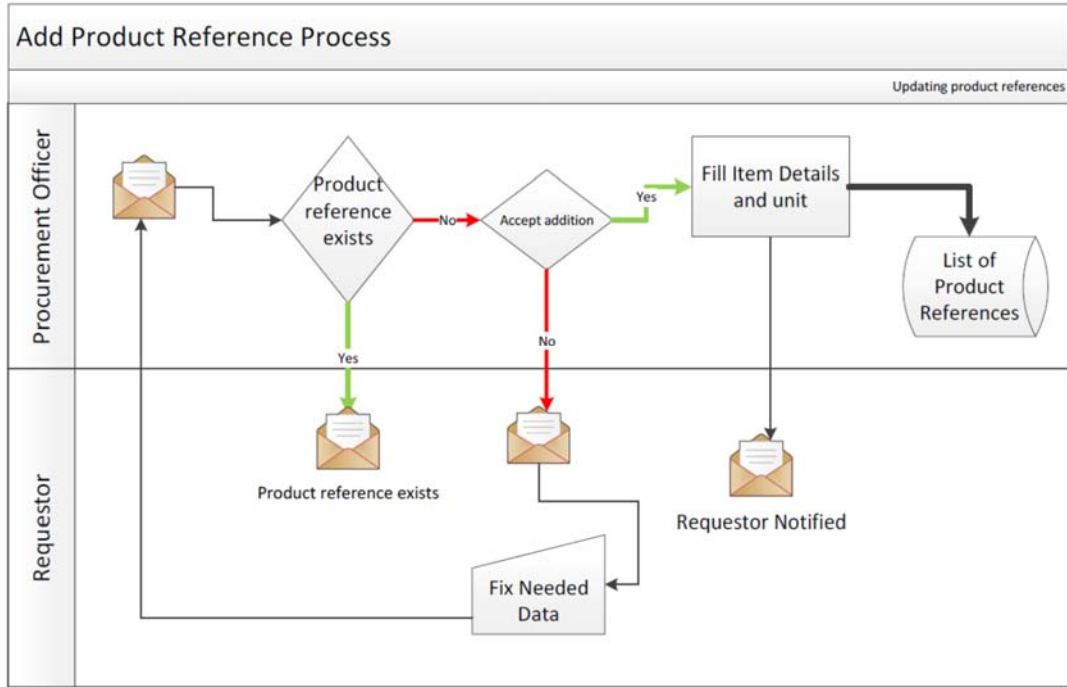 Add Product Reference Process
Updating product references
Procurement Officer
Product
reference
exists
No
Accept addition
Yes
Fill Item Details
and unit
List of
Product
References
Yes
No
Requestor
Product reference exists
Requestor Notified
Fix Needed
Data